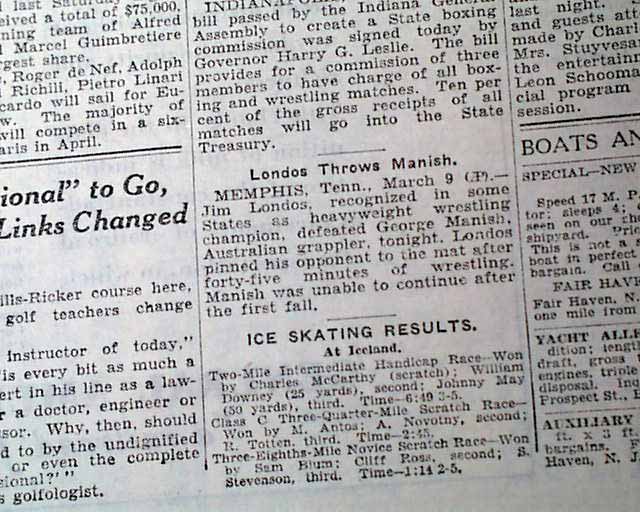 last Saturday
eived a total of $75,000.
ning team of Alfred
Marcel Guimbretiere
rgest share.
, Roger de Nef, Adolph
Richili, Pietro Linari
cardo will sail for Eu-
w. The majority of
will compete in a six-
aris in April.
ional" to Go,
Links Changed
ills-Ricker course here,
golf teachers change
instructor of today,"
is every bit as much a
ert in his line as a law-
r a doctor, engineer or
sor. Why, then, should
d to by the undignified
or even the complete
sional?'"
s golfologist.
INDIANAPOLIS,
bill passed by the Indiana General
Assembly to create a State boxing
commission was signed today by
Governor Harry G. Leslie. The bill
provides for a commission of three
members to have charge of all box-
ing and wrestling matches. Ten per
cent of the gross receipts of all
matches will go into the State
Treasury.
Londos Throws Manish.
MEMPHIS, Tenn., March 9 (AP).—
Jim Londos, recognized in some
States as heavyweight wrestling
champion, defeated George Manish,
Australian grappler, tonight. Londos
pinned his opponent to the mat after
forty-five minutes of wrestling.
Manish was unable to continue after
the first fall.
ICE SKATING RESULTS.
At Iceland.
Two-Mile Intermediate Handicap Race—Won
by Charles McCarthy (scratch); William
Downey (25 yards), second; Johnny May
(50 yards), third. Time—6:49 3-5.
Class C Three-Quarter-Mile Scratch Race—
Won by M. Antos; A. Novotny, second;
R. Totten, third. Time—2:45.
Three-Eighths-Mile Novice Scratch Race—Won
by Sam Blum; Cliff Ross, second; S.
Stevenson, third. Time—1:14 2-5.
last night.
and guests att
made by Charl
Mrs. Stuyvesa
the entertainm
Leon Schooma
cial program
session.
BOATS AN
SPECIAL—NEW
Speed 17 M. P
tor; sleeps 4;
seen on our
shipyard. Pric
This is not a
boat in perfect
bargain. Call
FAIR HAVE
Fair Haven, N.
one mile from
YACHT ALL
dition; length
draft, gross
engines, triple
disposal. Ind
Prospect St.,
AUXILIARY
ft. x 3 ft.
bargains.
Haven, N. J.